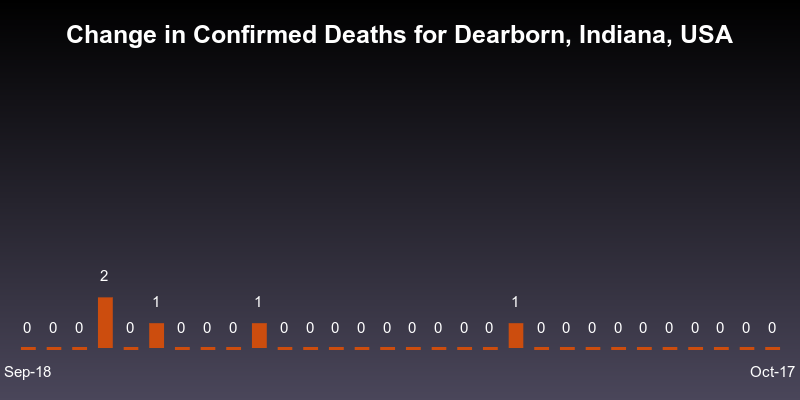 Change in Confirmed Deaths for Dearborn, Indiana, USA
2
1 1 1
0 0 0 0 0 0 0 0 0 0 0 0 0 0 0 0 0 0 0 0 0 0 0 0 0 0
Sep-18 Oct-17